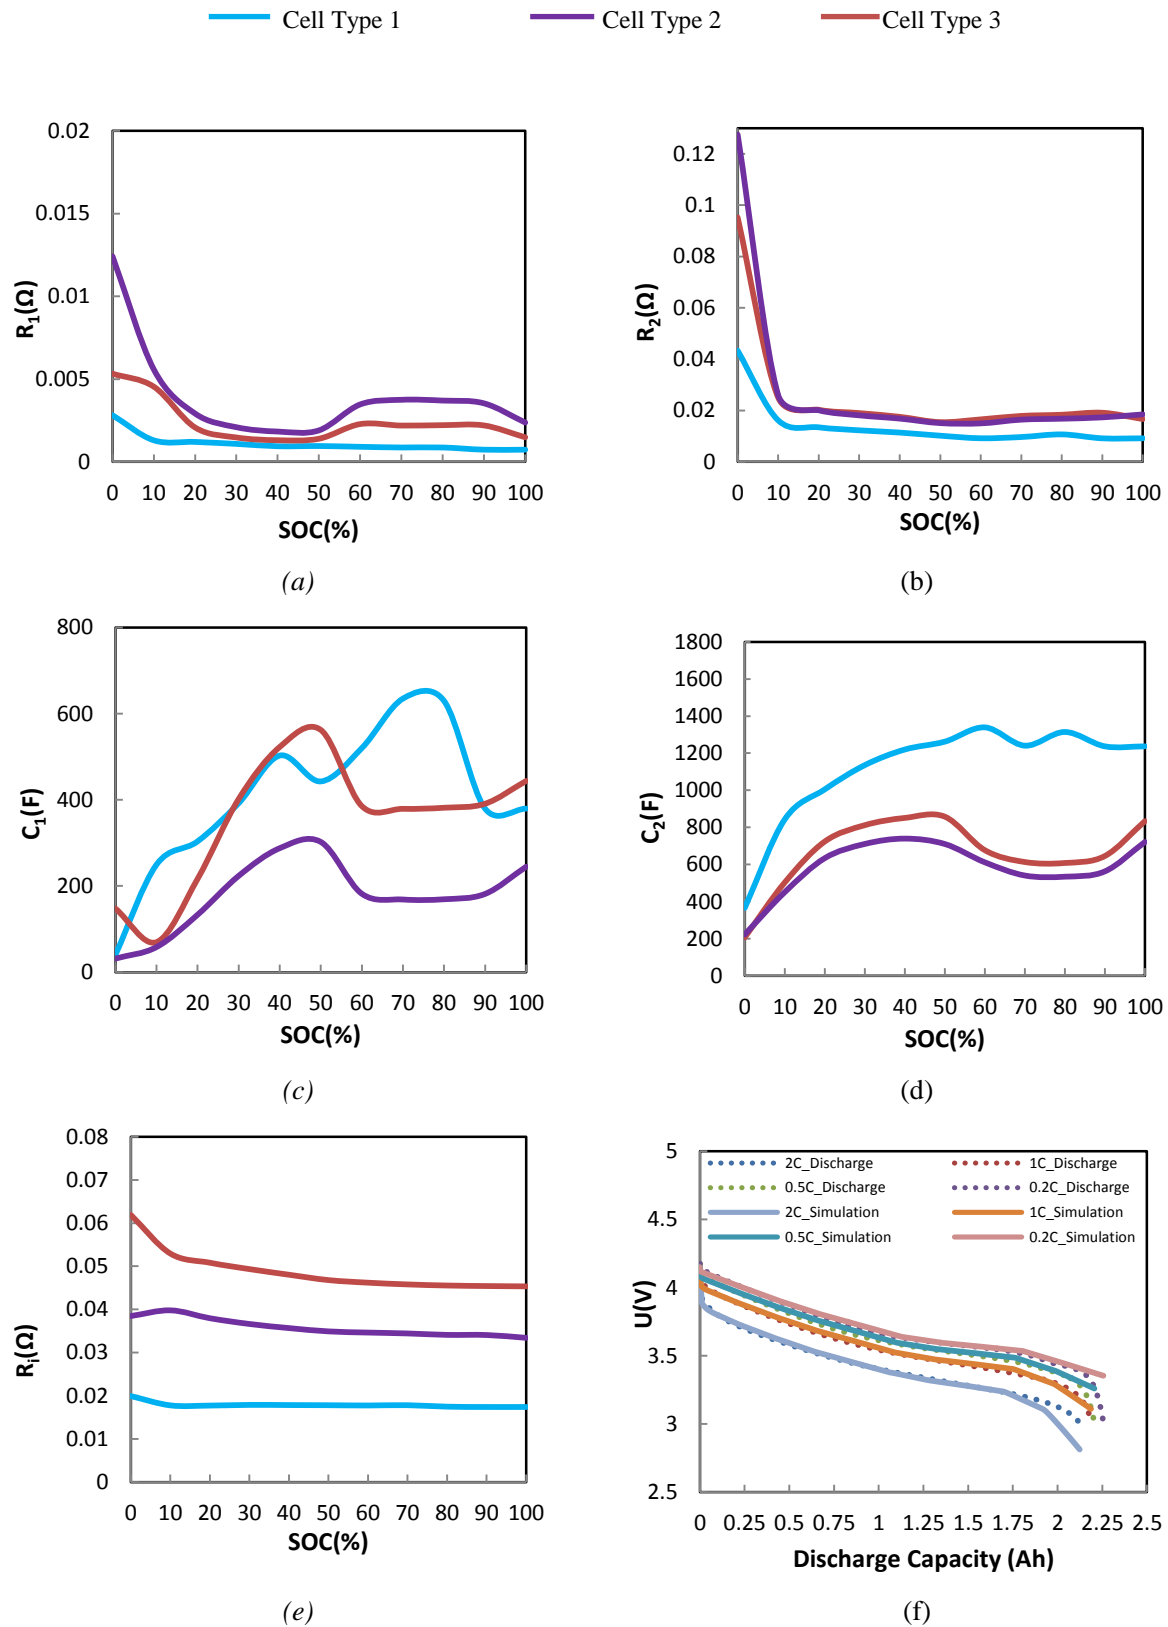 Cell Type 1 Cell Type 2 Cell Type 3
0.02
0.015
0.01
0.005
0
R1(Ω)
0 10 20 30 40 50 60 70 80 90 100
SOC(%)
(a)
0.12
0.1
0.08
0.06
0.04
0.02
0
R2(Ω)
0 10 20 30 40 50 60 70 80 90 100
SOC(%)
(b)
800
600
400
200
0
C1(F)
0 10 20 30 40 50 60 70 80 90 100
SOC(%)
(c)
1800
1600
1400
1200
1000
800
600
400
200
0
C2(F)
0 10 20 30 40 50 60 70 80 90 100
SOC(%)
(d)
0.08
0.07
0.06
0.05
0.04
0.03
0.02
0.01
0
Ri(Ω)
0 10 20 30 40 50 60 70 80 90 100
SOC(%)
(e)
5
4.5
4
3.5
3
2.5
U(V)
2C_Discharge 1C_Discharge
0.5C_Discharge 0.2C_Discharge
2C_Simulation 1C_Simulation
0.5C_Simulation 0.2C_Simulation
0 0.25 0.5 0.75 1 1.25 1.5 1.75 2 2.25 2.5
Discharge Capacity (Ah)
(f)